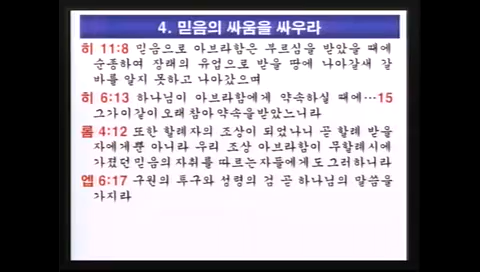 4. 믿음의 싸움을 싸우라
히 11:8 믿음으로 아브라함은 부르심을 받았을 때에
순종하여 장래의 유업으로 받을 땅에 나아갈새 갈
바를 알지 못하고 나아갔으며
히 6:13 하나님이 아브라함에게 약속하실 때에…15
그가 이같이 오래 참아 약속을 받았느니라
롬 4:12 또한 할례자의 조상이 되었나니 곧 할례 받을
자에게뿐 아니라 우리 조상 아브라함이 무할례시에
가졌던 믿음의 자취를 따르는 자들에게도 그러하니라
엡 6:17 구원의 투구와 성령의 검 곧 하나님의 말씀을
가지라